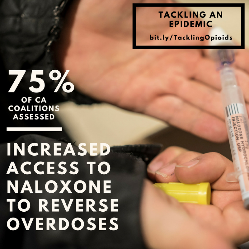 TACKLING AN
EPIDEMIC
bit.ly/TacklingOpioids
75%
OF CA
COALITIONS
ASSESSED
INCREASED
ACCESS TO
NALOXONE
TO REVERSE
OVERDOSES